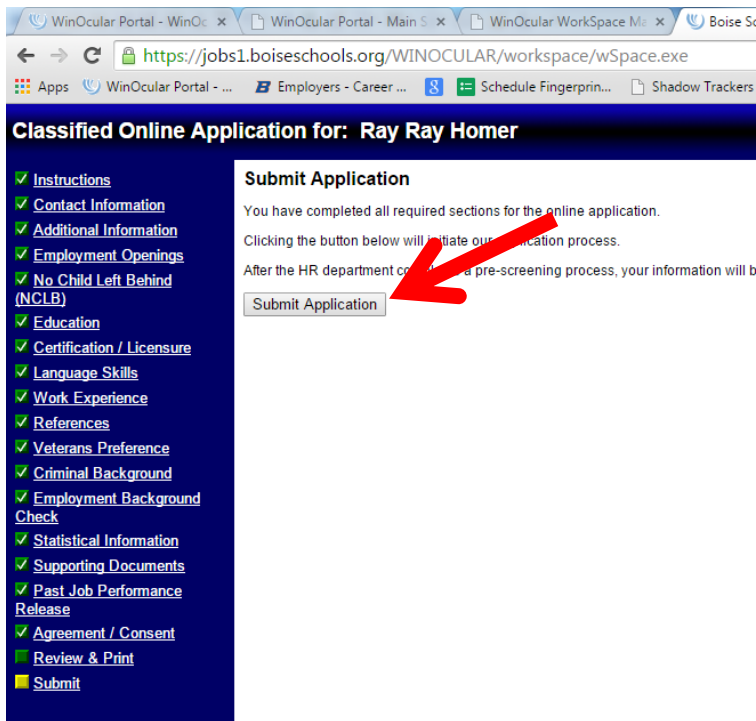 WinOcular Portal - WinOc
WinOcular Portal - Main S
WinOcular WorkSpace Ma
Boise Sc
https://jobs1.boiseschools.org/WINOCULAR/workspace/wSpace.exe
Apps
WinOcular Portal - ...
Employers - Career ...
Schedule Fingerprin...
Shadow Trackers
Classified Online Application for: Ray Ray Homer
Instructions
Contact Information
Additional Information
Employment Openings
No Child Left Behind
(NCLB)
Education
Certification / Licensure
Language Skills
Work Experience
References
Veterans Preference
Criminal Background
Employment Background
Check
Statistical Information
Supporting Documents
Past Job Performance
Release
Agreement / Consent
Review & Print
Submit
Submit Application
You have completed all required sections for the online application.
Clicking the button below will initiate our process.
After the HR department a pre-screening process, your information will b
Submit Application